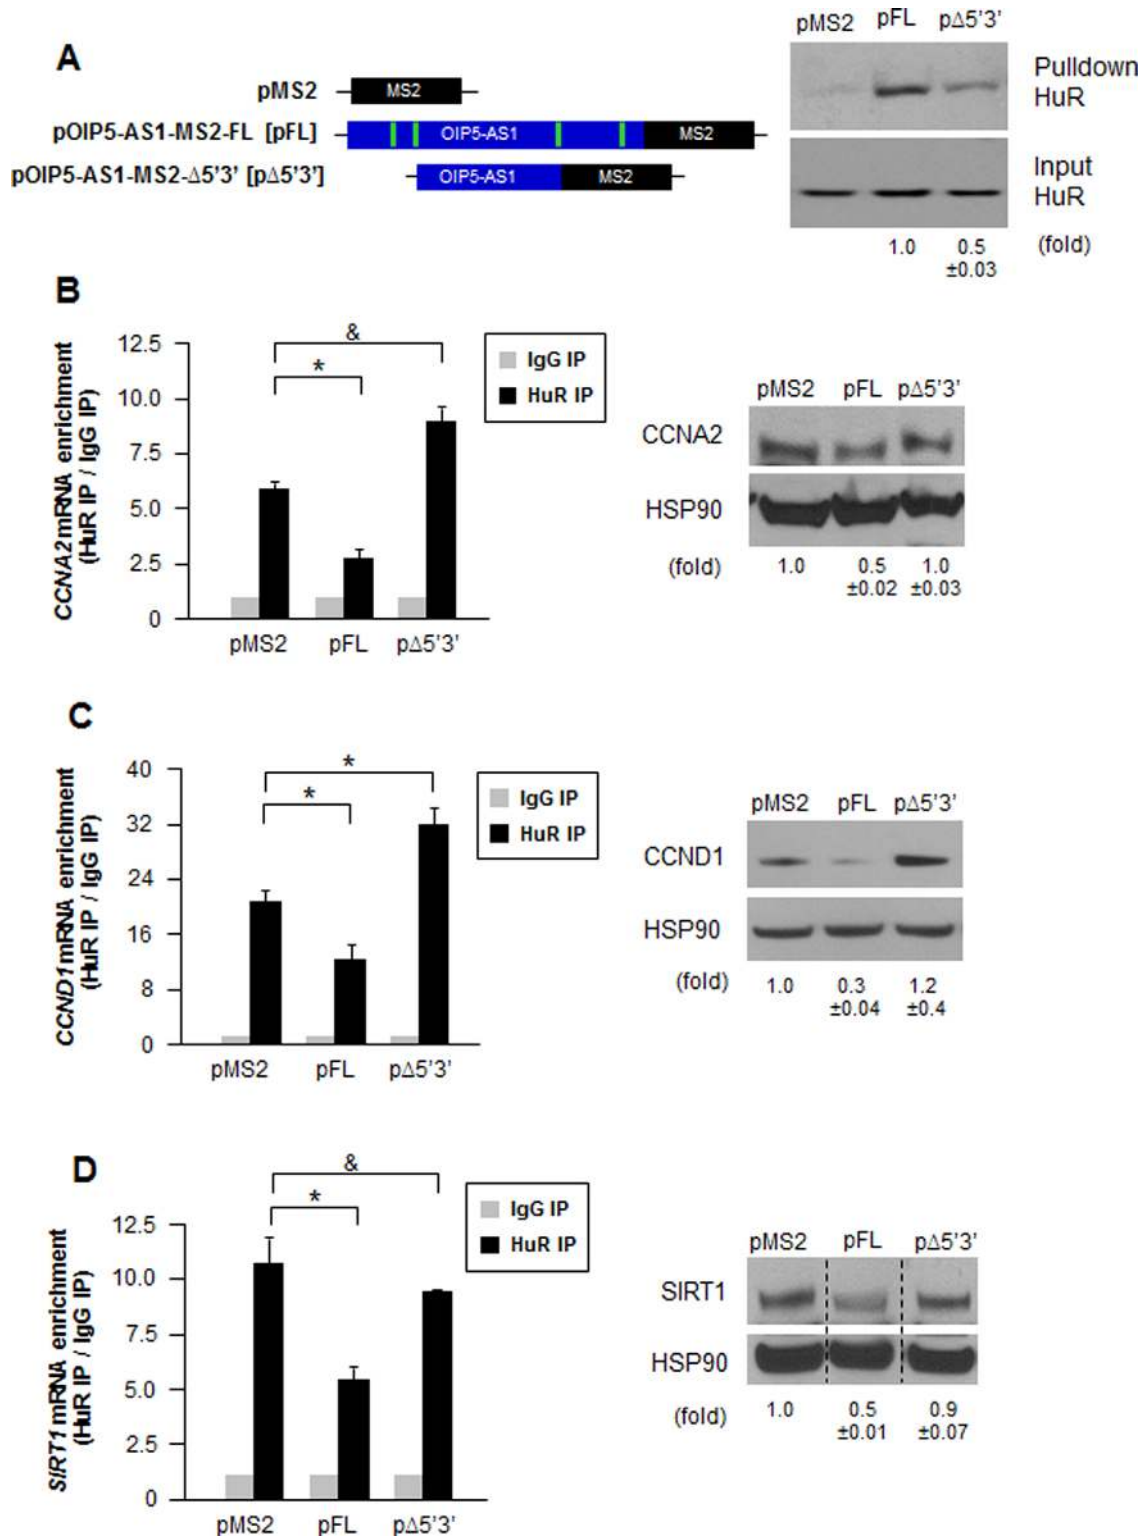 A
pMS2
MS2
pOIP5-AS1-MS2-FL [pFL]
OIP5-AS1
MS2
pOIP5-AS1-MS2-Δ5'3' [pΔ5'3']
OIP5-AS1
MS2
pMS2 pFL pΔ5'3'
Pulldown
HuR
Input
HuR
1.0 0.5 (fold)
±0.03
B
CCNA2 mRNA enrichment
(HuR IP / IgG IP)
12.5
10.0
7.5
5.0
2.5
0
&
*
IgG IP
HuR IP
pMS2 pFL pΔ5'3'
pMS2 pFL pΔ5'3'
CCNA2
HSP90
(fold) 1.0 0.5 1.0
±0.02 ±0.03
C
CCND1 mRNA enrichment
(HuR IP / IgG IP)
40
32
24
16
8
0
*
*
IgG IP
HuR IP
pMS2 pFL pΔ5'3'
pMS2 pFL pΔ5'3'
CCND1
HSP90
(fold) 1.0 0.3 1.2
±0.04 ±0.4
D
SIRT1 mRNA enrichment
(HuR IP / IgG IP)
12.5
10.0
7.5
5.0
2.5
0
&
*
IgG IP
HuR IP
pMS2 pFL pΔ5'3'
pMS2 pFL pΔ5'3'
SIRT1
HSP90
(fold) 1.0 0.5 0.9
±0.01 ±0.07